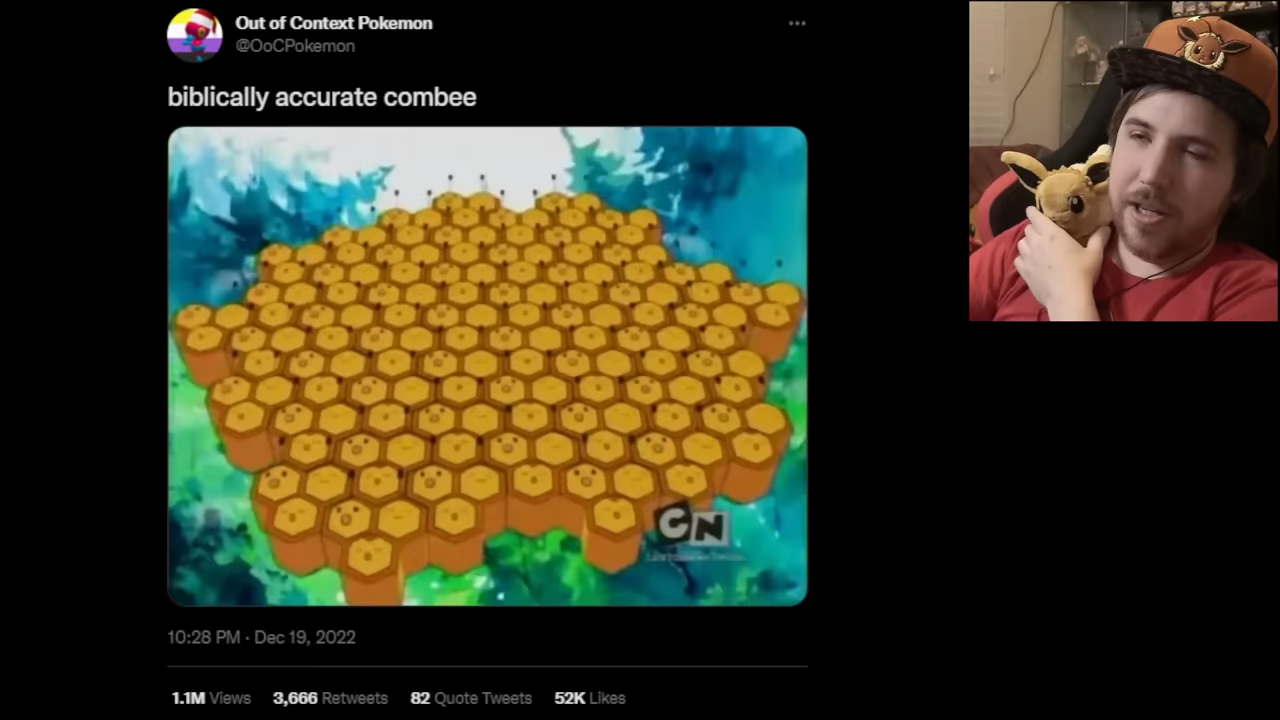 Out of Context Pokemon
@OoCPokemon
biblically accurate combee
CN
10:28 PM · Dec 19, 2022
1.1M Views 3,666 Retweets 82 Quote Tweets 52K Likes